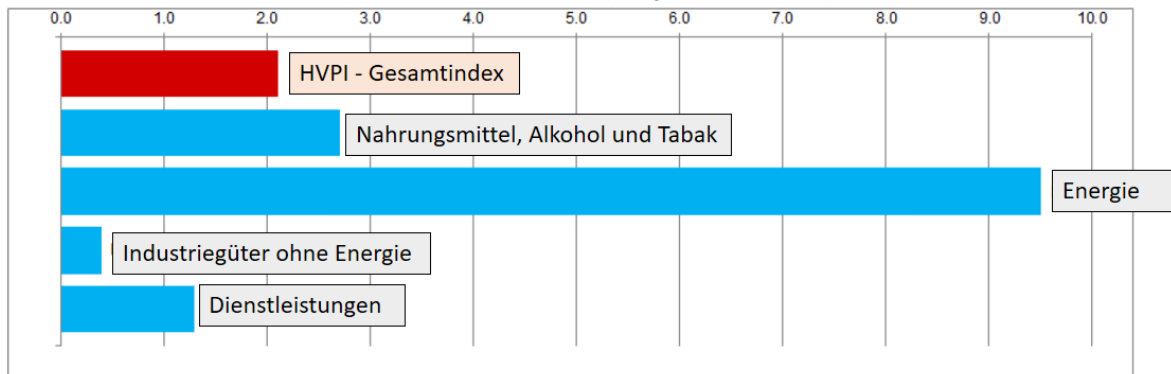 0.0 1.0 2.0 3.0 4.0 5.0 6.0 7.0 8.0 9.0 10.0
HVPI - Gesamtindex
Nahrungsmittel, Alkohol und Tabak
Energie
Industriegüter ohne Energie
Dienstleistungen